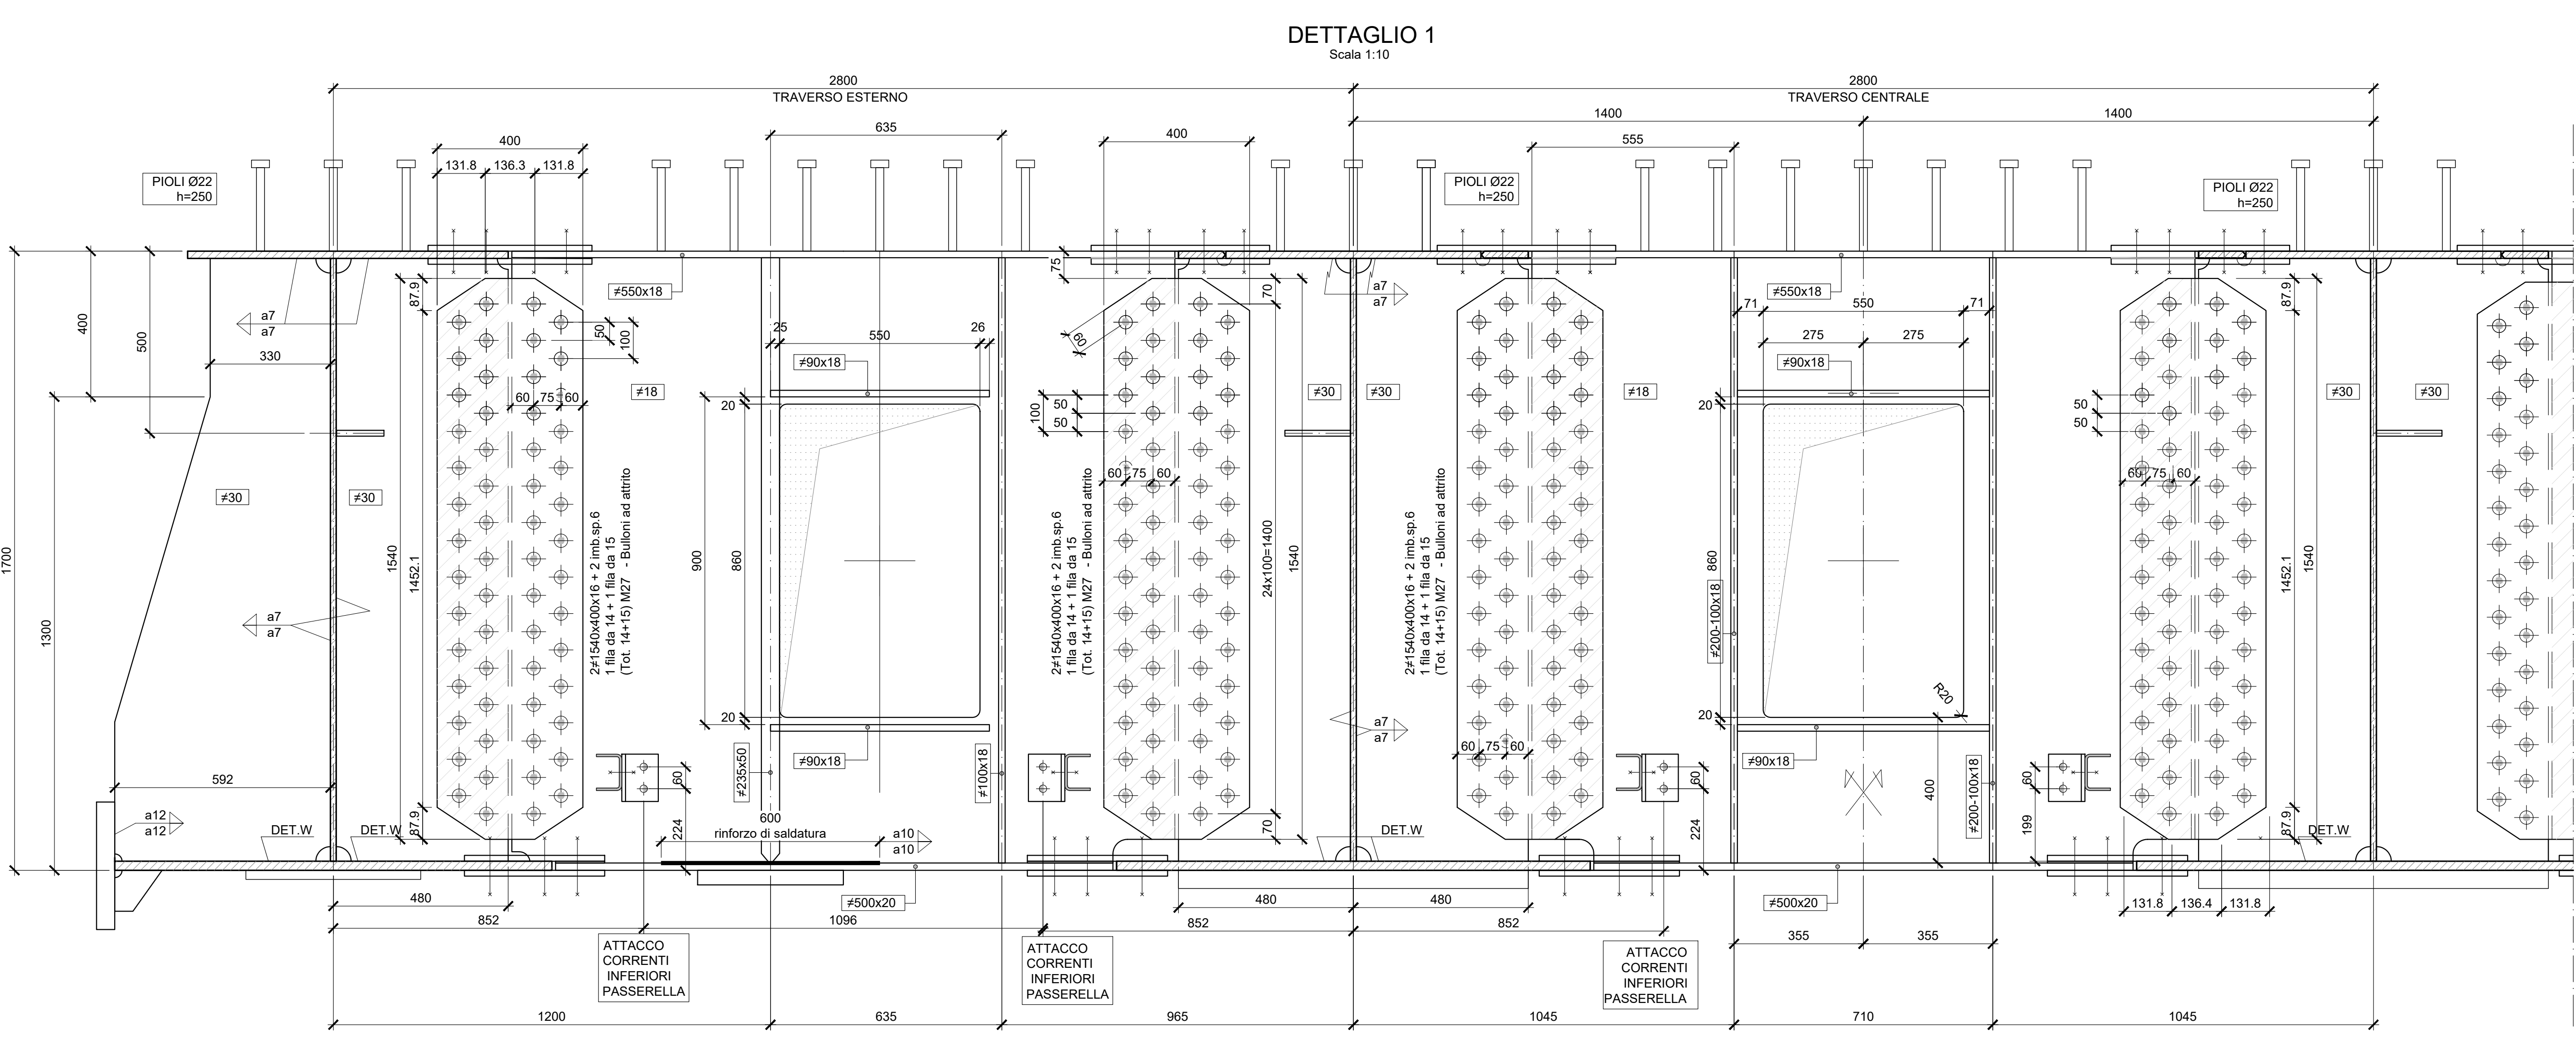 DETTAGLIO 1
Scala 1:10
2800
TRAVERSO ESTERNO
2800
TRAVERSO CENTRALE
1400
1400
635
400
400
555
131.8
136.3
131.8
PIOLI Ø22
h=250
PIOLI Ø22
h=250
PIOLI Ø22
h=250
75
≠550x18
≠550x18
87.9
70
87.9
a7
a7
a7
a7
400
500
50
100
330
25
550
26
60
71
550
71
275
275
≠90x18
≠90x18
≠18
≠30
≠30
≠18
≠30
≠30
60
75
60
20
100
50
50
20
50
50
60
75
60
60
75
60
≠30
≠30
1700
1300
1540
1452.1
2≠1540x400x16 + 2 imb.sp.6
1 fila da 14 + 1 fila da 15
(Tot. 14+15) M27 - Bulloni ad attrito
900
860
2≠1540x400x16 + 2 imb.sp.6
1 fila da 14 + 1 fila da 15
(Tot. 14+15) M27 - Bulloni ad attrito
24x100=1400
1540
2≠1540x400x16 + 2 imb.sp.6
1 fila da 14 + 1 fila da 15
(Tot. 14+15) M27 - Bulloni ad attrito
860
≠200-100x18
1452.1
1540
a7
a7
R20
20
20
a7
a7
60
75
60
≠90x18
≠90x18
592
60
≠235x50
≠100x18
60
400
≠200-100x18
60
a12
a12
DET.W
DET.W
87.9
224
600
rinforzo di saldatura
a10
a10
70
DET.W
224
199
87.9
DET.W
480
≠500x20
480
480
≠500x20
131.8
136.4
131.8
852
1096
852
852
355
355
ATTACCO
CORRENTI
INFERIORI
PASSERELLA
ATTACCO
CORRENTI
INFERIORI
PASSERELLA
ATTACCO
CORRENTI
INFERIORI
PASSERELLA
1200
635
965
1045
710
1045